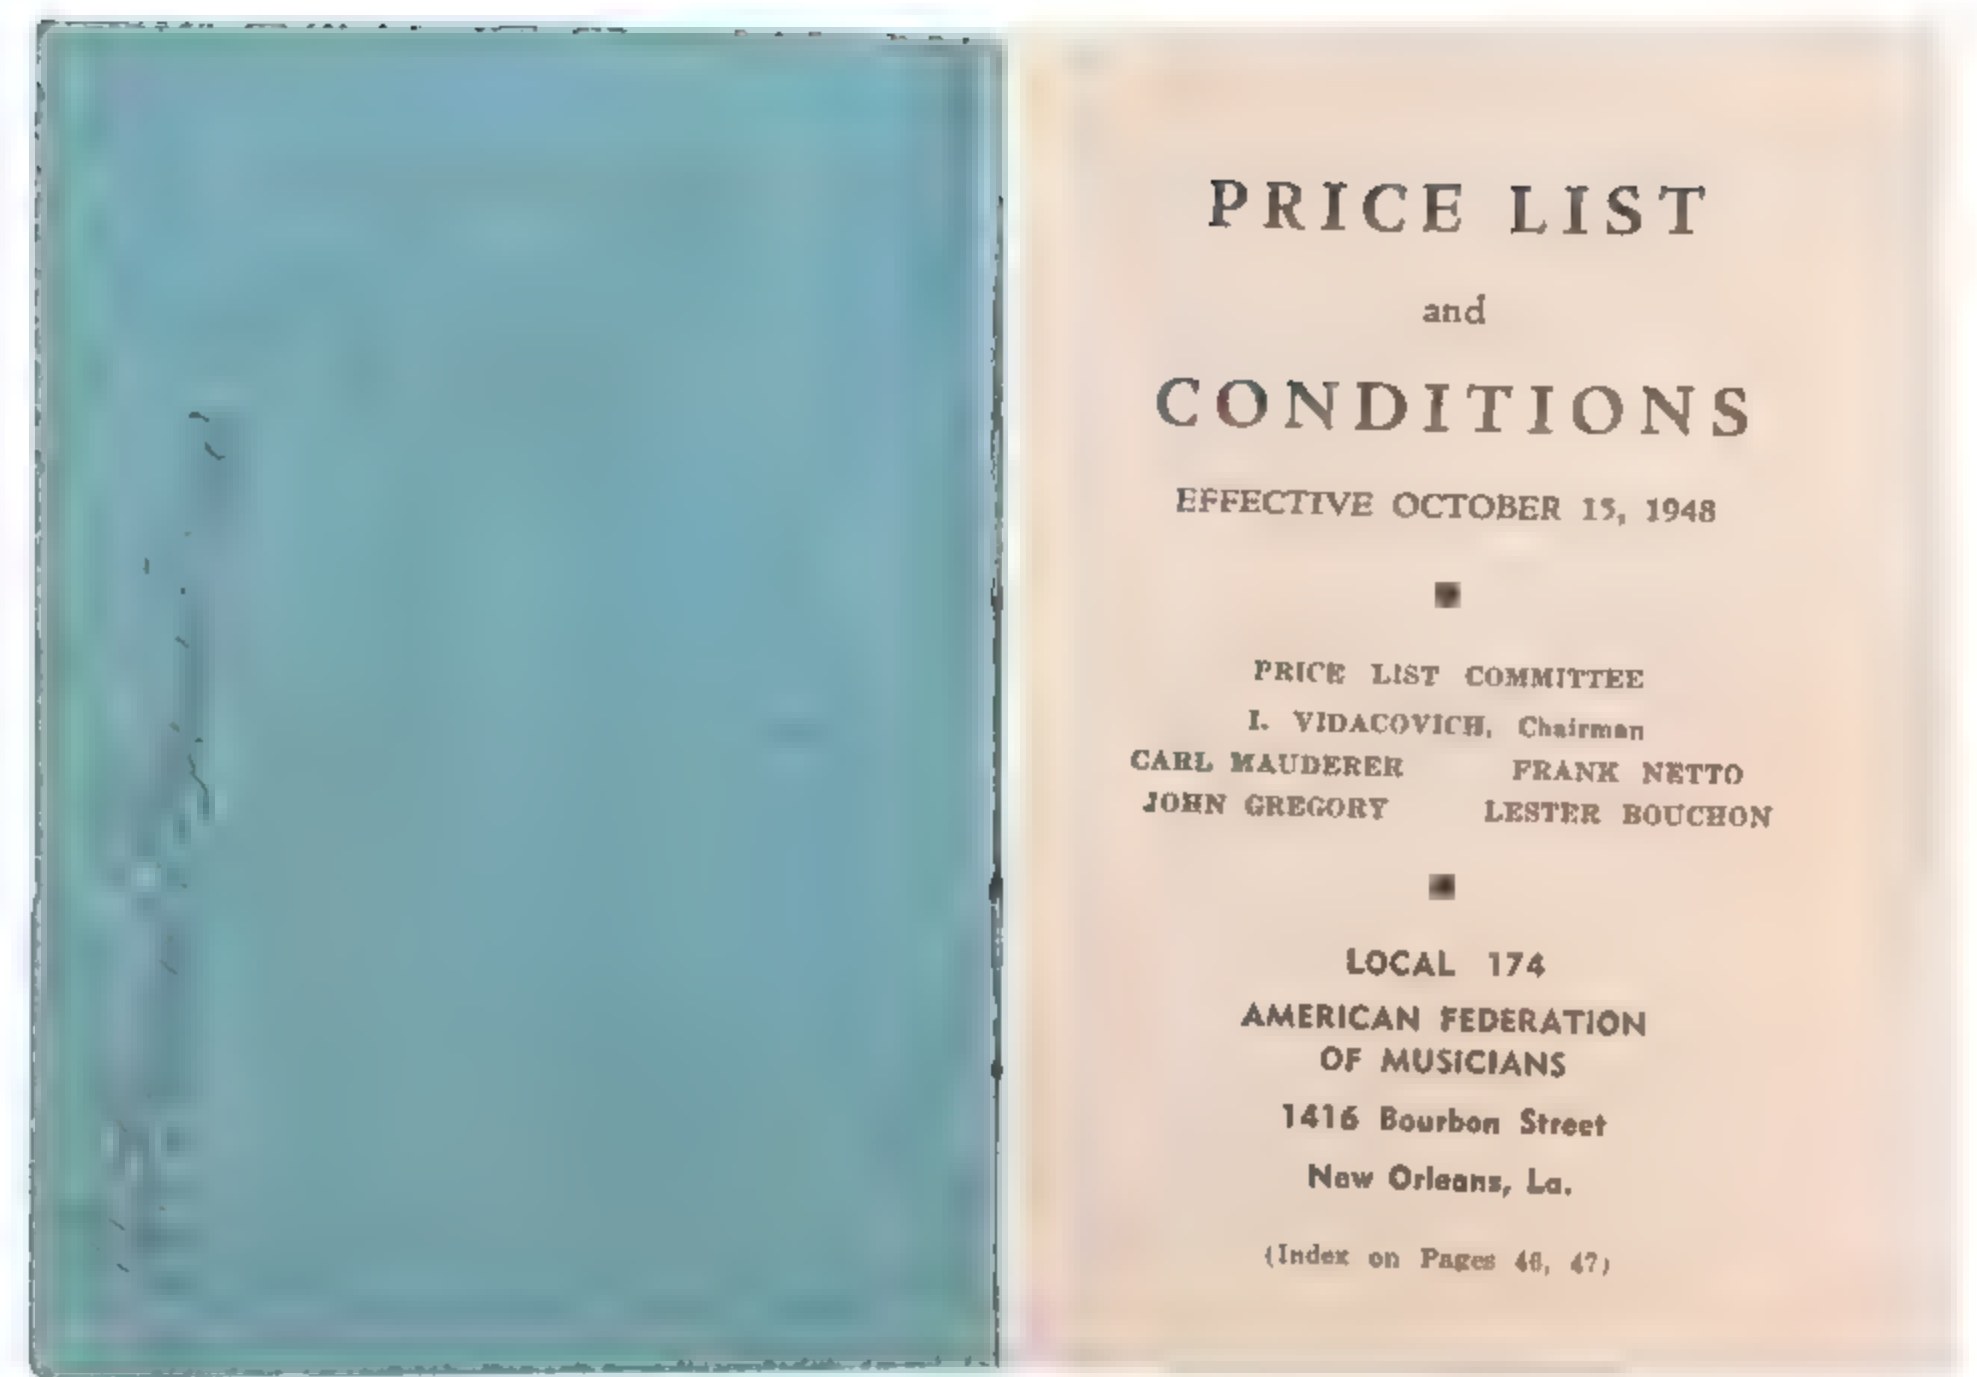 PRICE LIST
and
CONDITIONS
EFFECTIVE OCTOBER 15, 1948
PRICE LIST COMMITTEE
I. VIDACOVICH, Chairman
CARL MAUDERER FRANK NETTO
JOHN GREGORY LESTER BOUCHON
LOCAL 174
AMERICAN FEDERATION
OF MUSICIANS
1416 Bourbon Street
New Orleans, La.
(Index on Pages 46, 47)